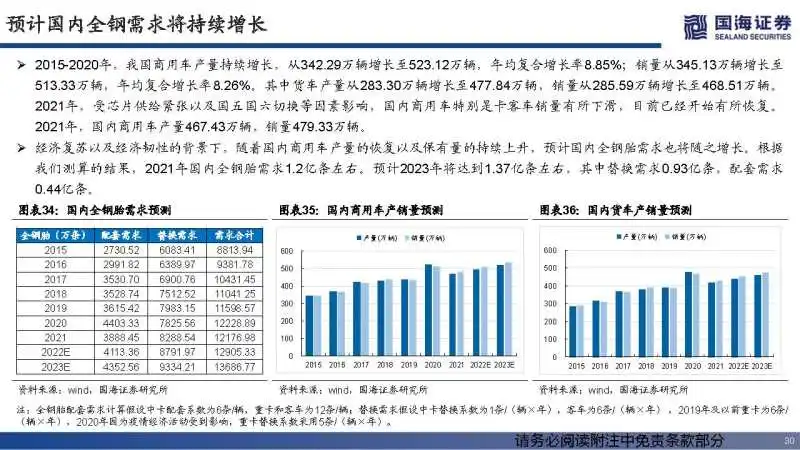 预计国内全钢需求将持续增长
国海证券
SEALAND SECURITIES
➢ 2015-2020年，我国商用车产量持续增长，从342.29万辆增长至523.12万辆，年均复合增长率8.85%；销量从345.13万辆增长至
513.33万辆，年均复合增长率8.26%。其中货车产量从283.30万辆增长至477.84万辆，销量从285.59万辆增长至468.51万辆。
2021年，受芯片供给紧张以及国五国六切换等因素影响，国内商用车特别是卡客车销量有所下滑，目前已经开始有所恢复。
2021年，国内商用车产量467.43万辆，销量479.33万辆。
➢ 经济复苏以及经济韧性的背景下，随着国内商用车产量的恢复以及保有量的持续上升，预计国内全钢胎需求也将随之增长。根据
我们测算的结果，2021年国内全钢胎需求1.2亿条左右。预计2023年将达到1.37亿条左右，其中替换需求0.93亿条，配套需求
0.44亿条。
图表34：国内全钢胎需求预测
全钢胎（万条） 配套需求 替换需求 需求合计
2015 2730.52 6083.41 8813.94
2016 2991.82 6389.97 9381.78
2017 3530.70 6900.76 10431.45
2018 3528.74 7512.52 11041.25
2019 3615.42 7983.15 11598.57
2020 4403.33 7825.56 12228.89
2021 3888.45 8288.54 12176.98
2022E 4113.36 8791.97 12905.33
2023E 4352.56 9334.21 13686.77
资料来源：wind，国海证券研究所
图表35：国内商用车产销量预测
产量(万辆) 销量(万辆)
600
500
400
300
200
100
0
2015 2016 2017 2018 2019 2020 2021 2022E 2023E
资料来源：wind，国海证券研究所
图表36：国内货车产销量预测
产量(万辆) 销量(万辆)
600
500
400
300
200
100
0
2015 2016 2017 2018 2019 2020 2021 2022E 2023E
资料来源：wind，国海证券研究所
注：全钢胎配套需求计算假设中卡配套系数为6条/辆，重卡和客车为12条/辆；替换需求假设中卡替换系数为1条/（辆×年），客车为6条/（辆×年），2019年及以前重卡为6条/
（辆×年），2020年因为疫情经济活动受到影响，重卡替换系数采用5条/（辆×年）。
请务必阅读附注中免责条款部分
30